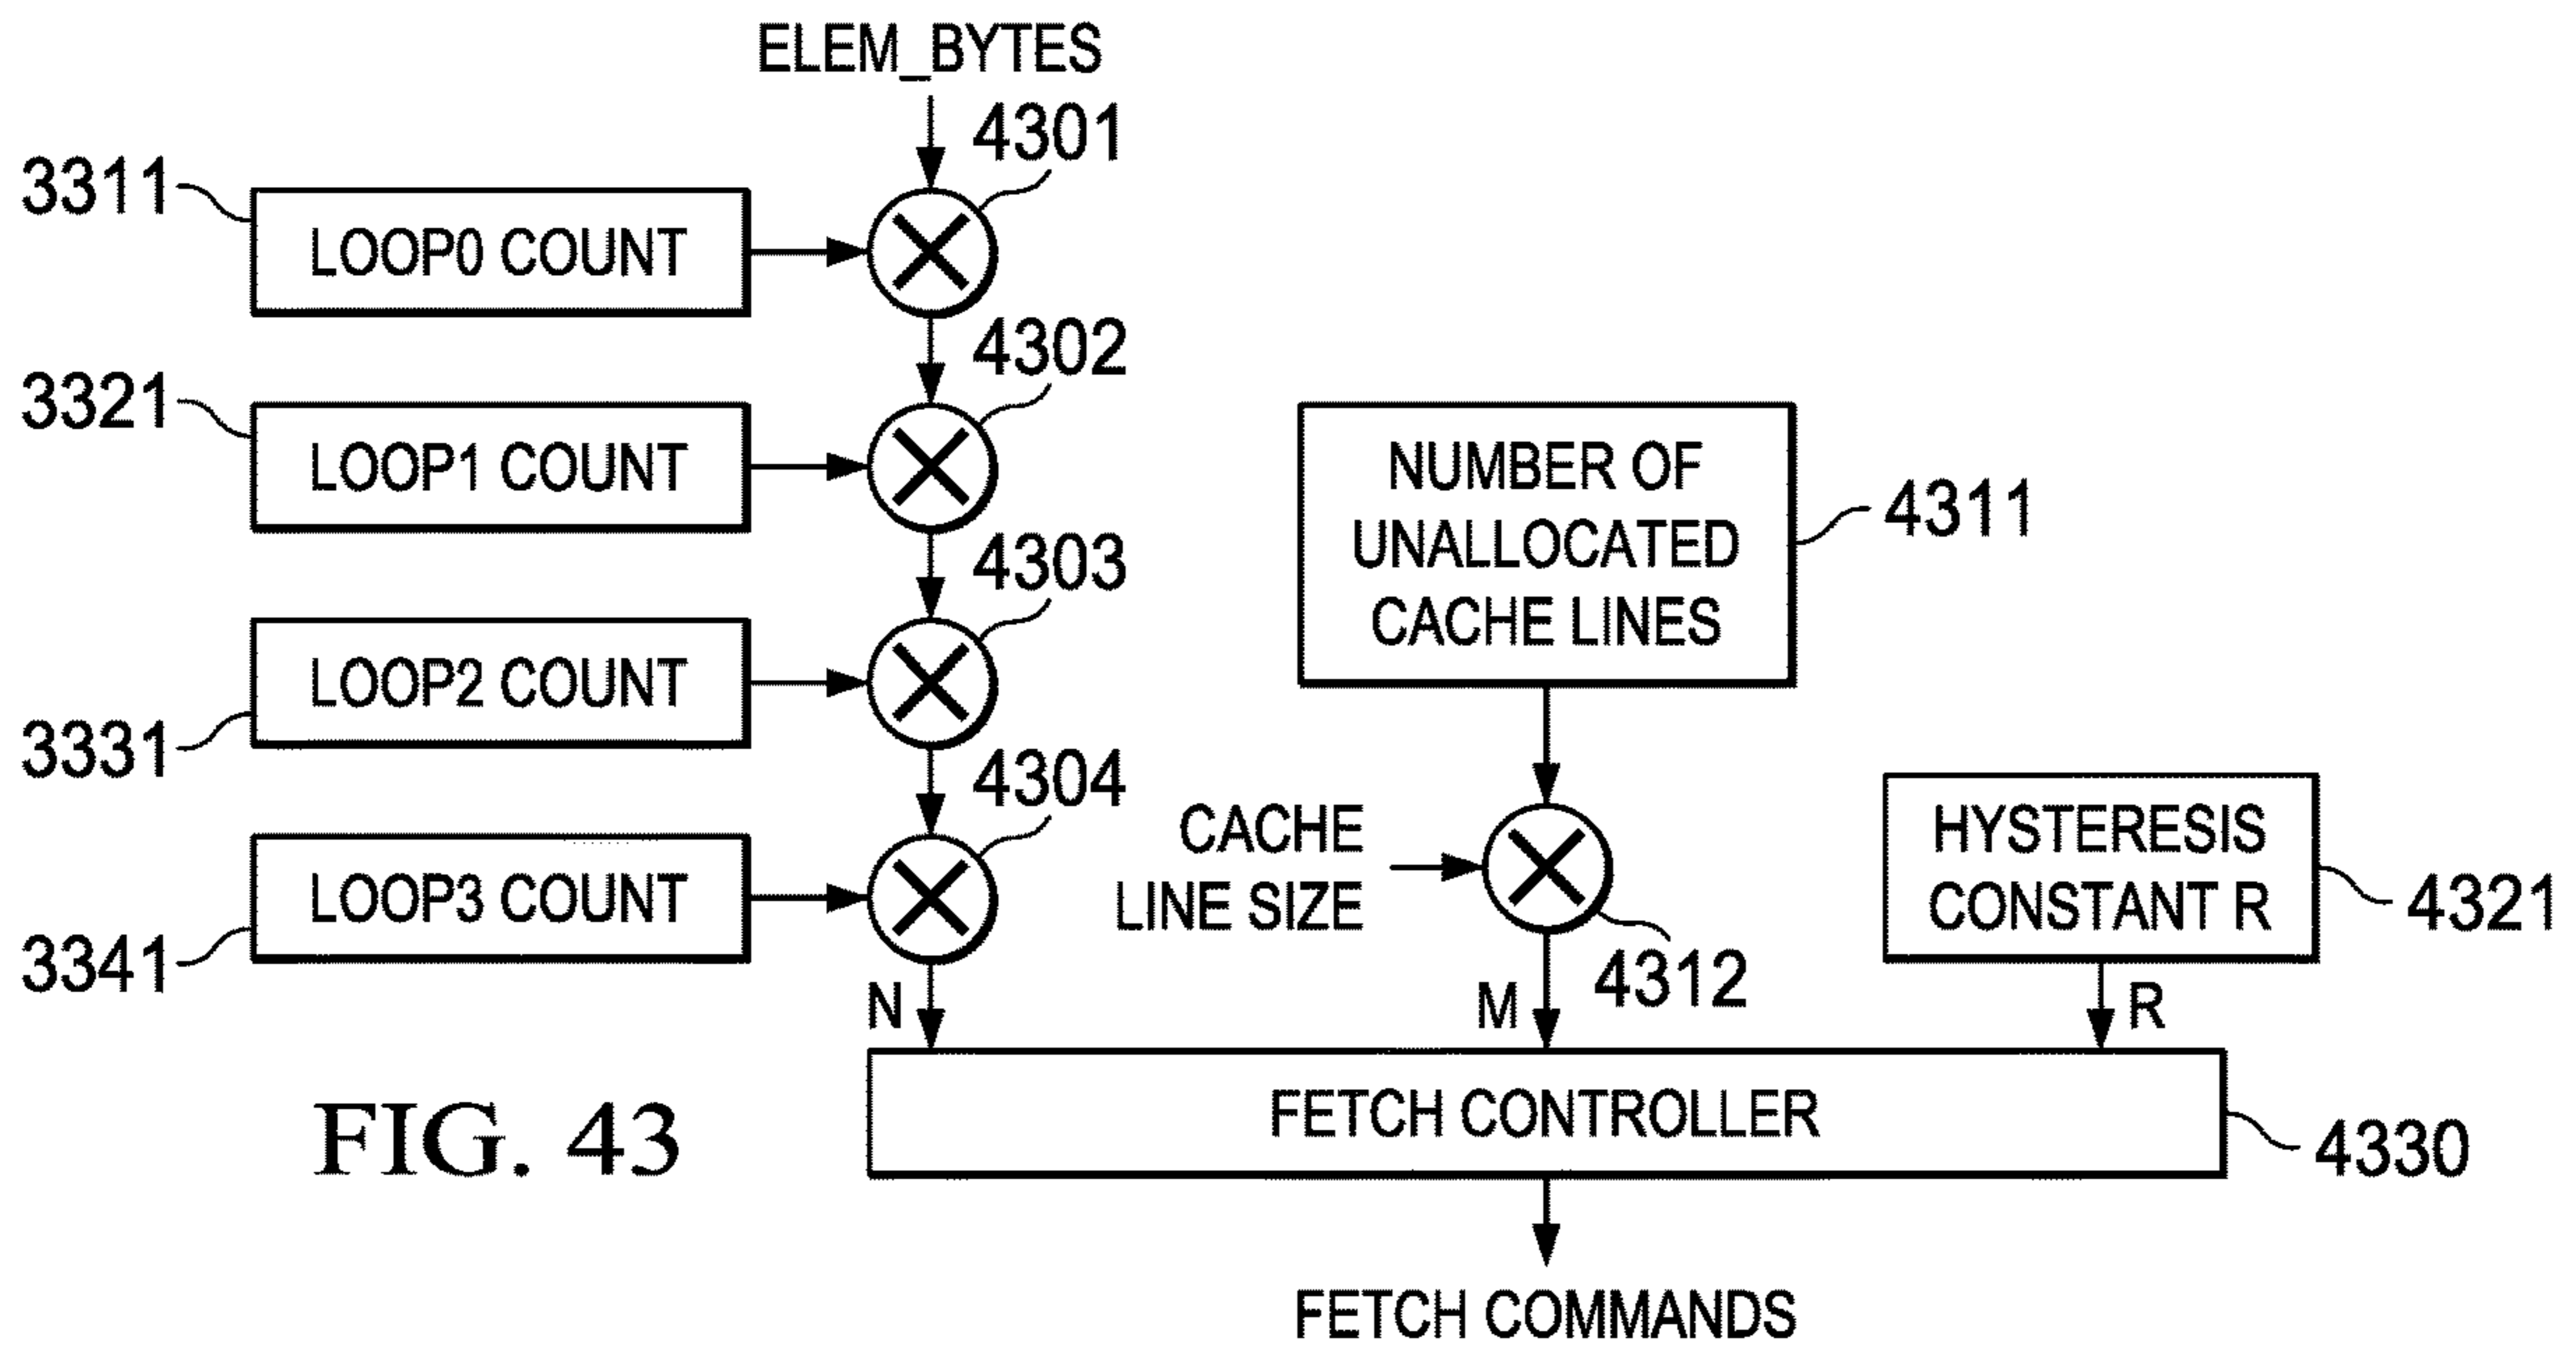 ELEM_BYTES
4301
3311
LOOP0 COUNT
4302
3321
LOOP1 COUNT
NUMBER OF
UNALLOCATED
CACHE LINES
4311
4303
LOOP2 COUNT
3331
4304
CACHE
LINE SIZE
HYSTERESIS
CONSTANT R
4321
LOOP3 COUNT
3341
4312
N
M
R
FETCH CONTROLLER
4330
FIG. 43
FETCH COMMANDS